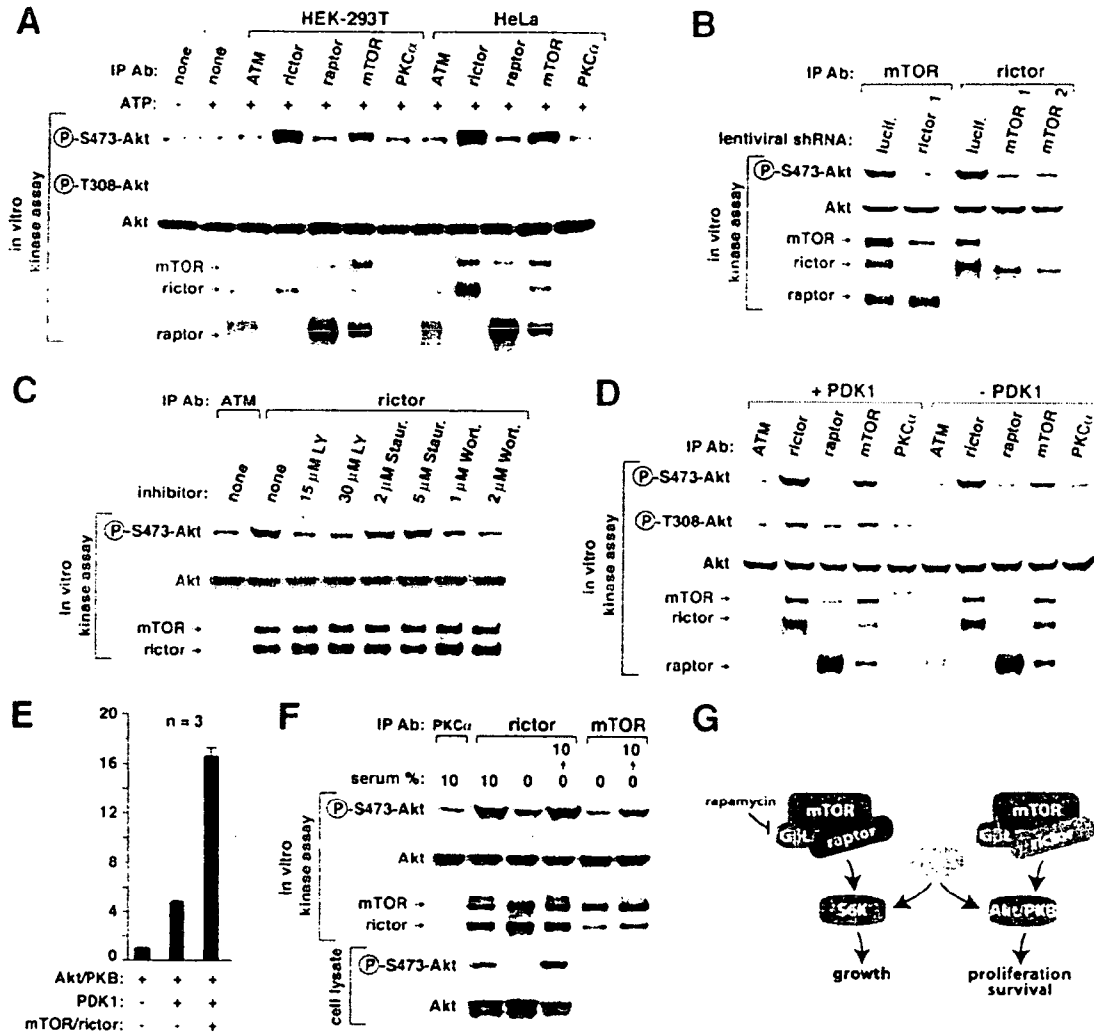 A
HEK-293T HeLa
IP Ab: none none ATM rictor raptor mTOR PKCα ATM rictor raptor mTOR PKCα
ATP: - + + + + + + + + + + +
in vitro kinase assay
P-S473-Akt
P-T308-Akt
Akt
mTOR
rictor
raptor
B
IP Ab: mTOR rictor
lentiviral shRNA: lucif. rictor 1 lucif. mTOR 1 mTOR 2
in vitro kinase assay
P-S473-Akt
Akt
mTOR
rictor
raptor
C
IP Ab: ATM rictor
inhibitor: none none 15 μM LY 30 μM LY 2 μM Staur. 5 μM Staur. 1 μM Wort. 2 μM Wort.
in vitro kinase assay
P-S473-Akt
Akt
mTOR
rictor
D
+ PDK1 - PDK1
IP Ab: ATM rictor raptor mTOR PKCα ATM rictor raptor mTOR PKCα
in vitro kinase assay
P-S473-Akt
P-T308-Akt
Akt
mTOR
rictor
raptor
E
n = 3
20
16
12
8
4
0
Akt/PKB: + + +
PDK1: - + +
mTOR/rictor: - - +
F
IP Ab: PKCα rictor mTOR
10 10
serum %: 10 10 0 0 0 0
in vitro kinase assay
P-S473-Akt
Akt
mTOR
rictor
cell lysate
P-S473-Akt
Akt
G
rapamycin
mTOR mTOR
GβL raptor GβL rictor
S6K Akt/PKB
growth proliferation
survival